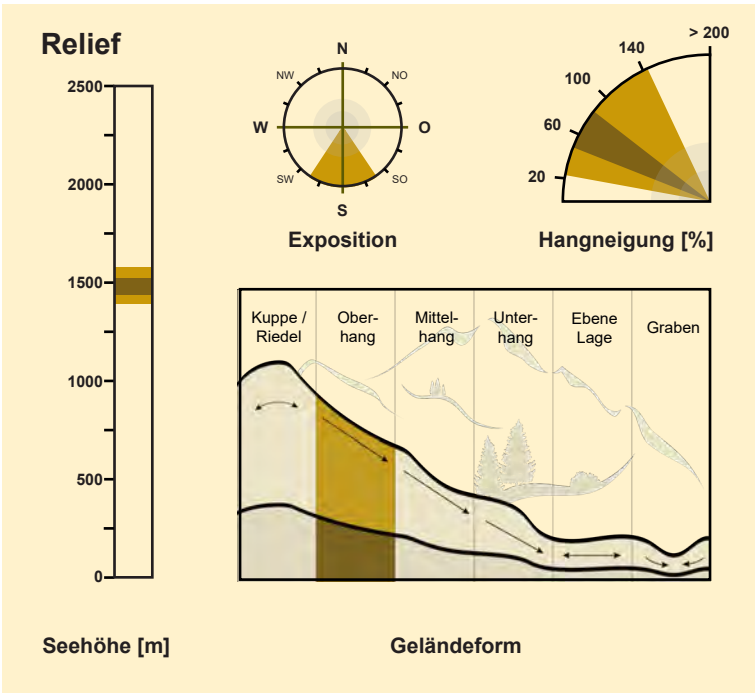 Relief
2500
2000
1500
1000
500
0
Seehöhe [m]
N
NW
NO
W
O
SW
SO
S
Exposition
> 200
140
100
60
20
Hangneigung [%]
Kuppe /
Riedel
Ober-
hang
Mittel-
hang
Unter-
hang
Ebene
Lage
Graben
Geländeform